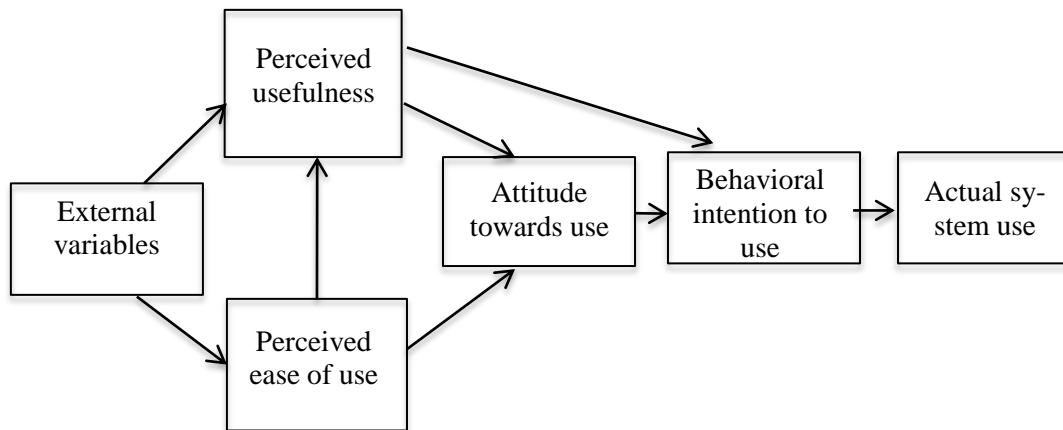 Perceived
usefulness
External
variables
Perceived
ease of use
Attitude
towards use
Behavioral
intention to
use
Actual sy-
stem use